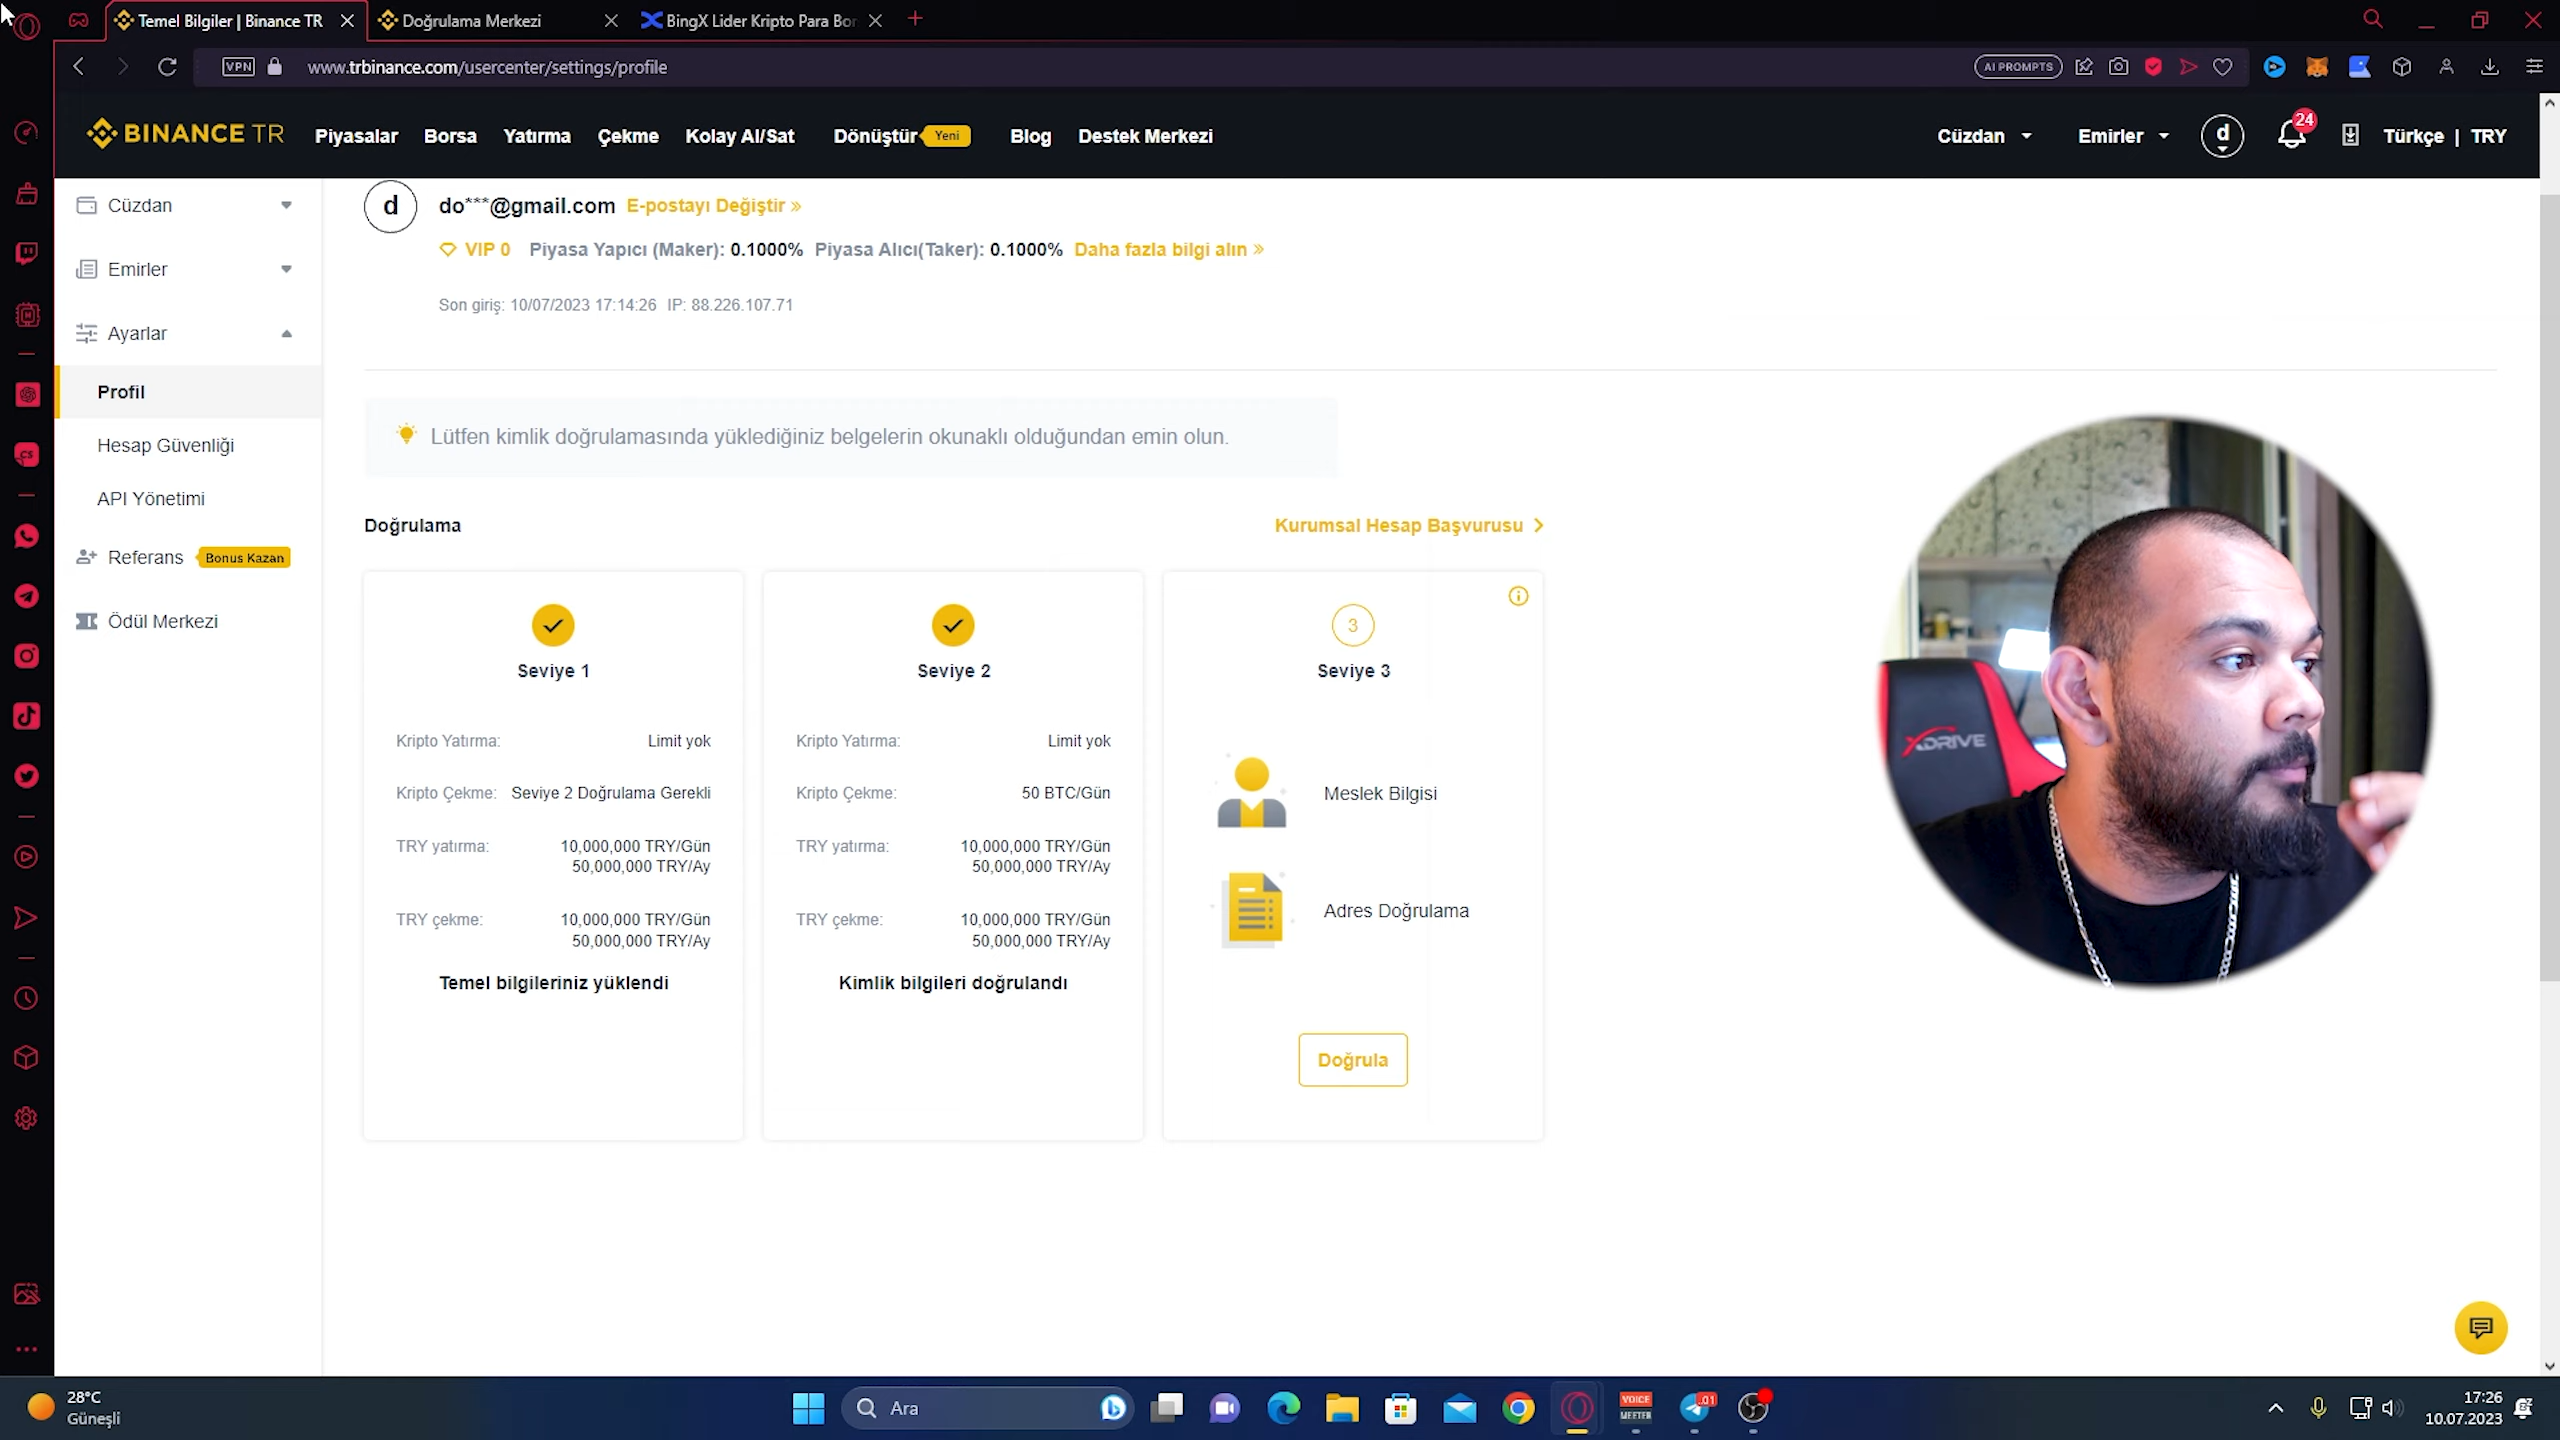 Temel Bilgiler | Binance TR
Doğrulama Merkezi
BingX Lider Kripto Para Bor
VPN
www.trbinance.com/usercenter/settings/profile
AI PROMPTS
BINANCE TR
Piyasalar
Borsa
Yatırma
Çekme
Kolay Al/Sat
Dönüştür
Yeni
Blog
Destek Merkezi
Cüzdan
Emirler
d
24
Türkçe | TRY
Cüzdan
Emirler
Ayarlar
Profil
Hesap Güvenliği
API Yönetimi
Referans
Bonus Kazan
Ödül Merkezi
d
do***@gmail.com
E-postayı Değiştir »
VIP 0 Piyasa Yapıcı (Maker): 0.1000% Piyasa Alıcı(Taker): 0.1000% Daha fazla bilgi alın »
Son giriş: 10/07/2023 17:14:26 IP: 88.226.107.71
Lütfen kimlik doğrulamasında yüklediğiniz belgelerin okunaklı olduğundan emin olun.
Doğrulama
Kurumsal Hesap Başvurusu
Seviye 1
Kripto Yatırma: Limit yok
Kripto Çekme: Seviye 2 Doğrulama Gerekli
TRY yatırma: 10,000,000 TRY/Gün
50,000,000 TRY/Ay
TRY çekme: 10,000,000 TRY/Gün
50,000,000 TRY/Ay
Temel bilgileriniz yüklendi
Seviye 2
Kripto Yatırma: Limit yok
Kripto Çekme: 50 BTC/Gün
TRY yatırma: 10,000,000 TRY/Gün
50,000,000 TRY/Ay
TRY çekme: 10,000,000 TRY/Gün
50,000,000 TRY/Ay
Kimlik bilgileri doğrulandı
3
Seviye 3
Meslek Bilgisi
Adres Doğrulama
Doğrula
XDRIVE
CS
28°C
Güneşli
Ara
VOICE
MEETER
.01
17:26
10.07.2023